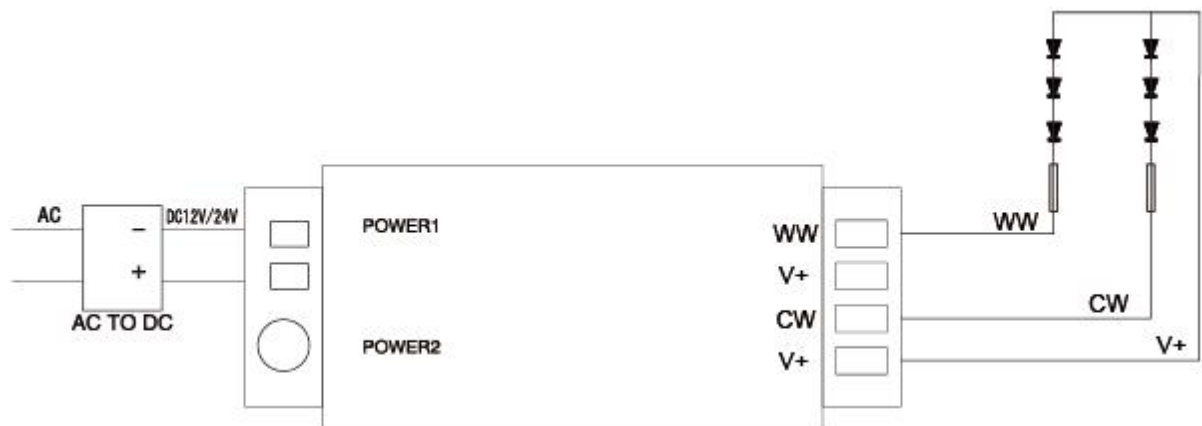 AC
DC12V/24V
−
+
AC TO DC
POWER1
POWER2
WW
V+
CW
V+
WW
CW
V+